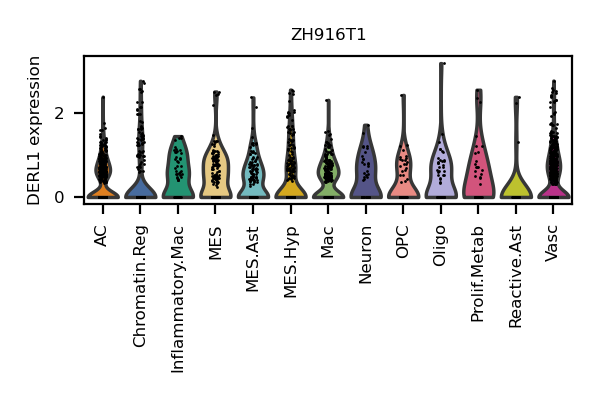 ZH916T1
DERL1 expression
2
0
AC
Chromatin.Reg
Inflammatory.Mac
MES
MES.Ast
MES.Hyp
Mac
Neuron
OPC
Oligo
Prolif.Metab
Reactive.Ast
Vasc